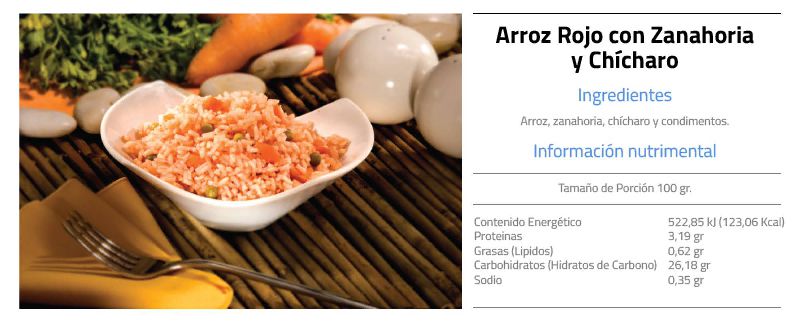 Arroz Rojo con Zanahoria
y Chícharo
Ingredientes
Arroz, zanahoria, chícharo y condimentos.
Información nutrimental
Tamaño de Porción 100 gr.
Contenido Energético 522,85 kJ (123,06 Kcal)
Proteinas 3,19 gr
Grasas (Lipidos) 0,62 gr
Carbohidratos (Hidratos de Carbono) 26,18 gr
Sodio 0,35 gr